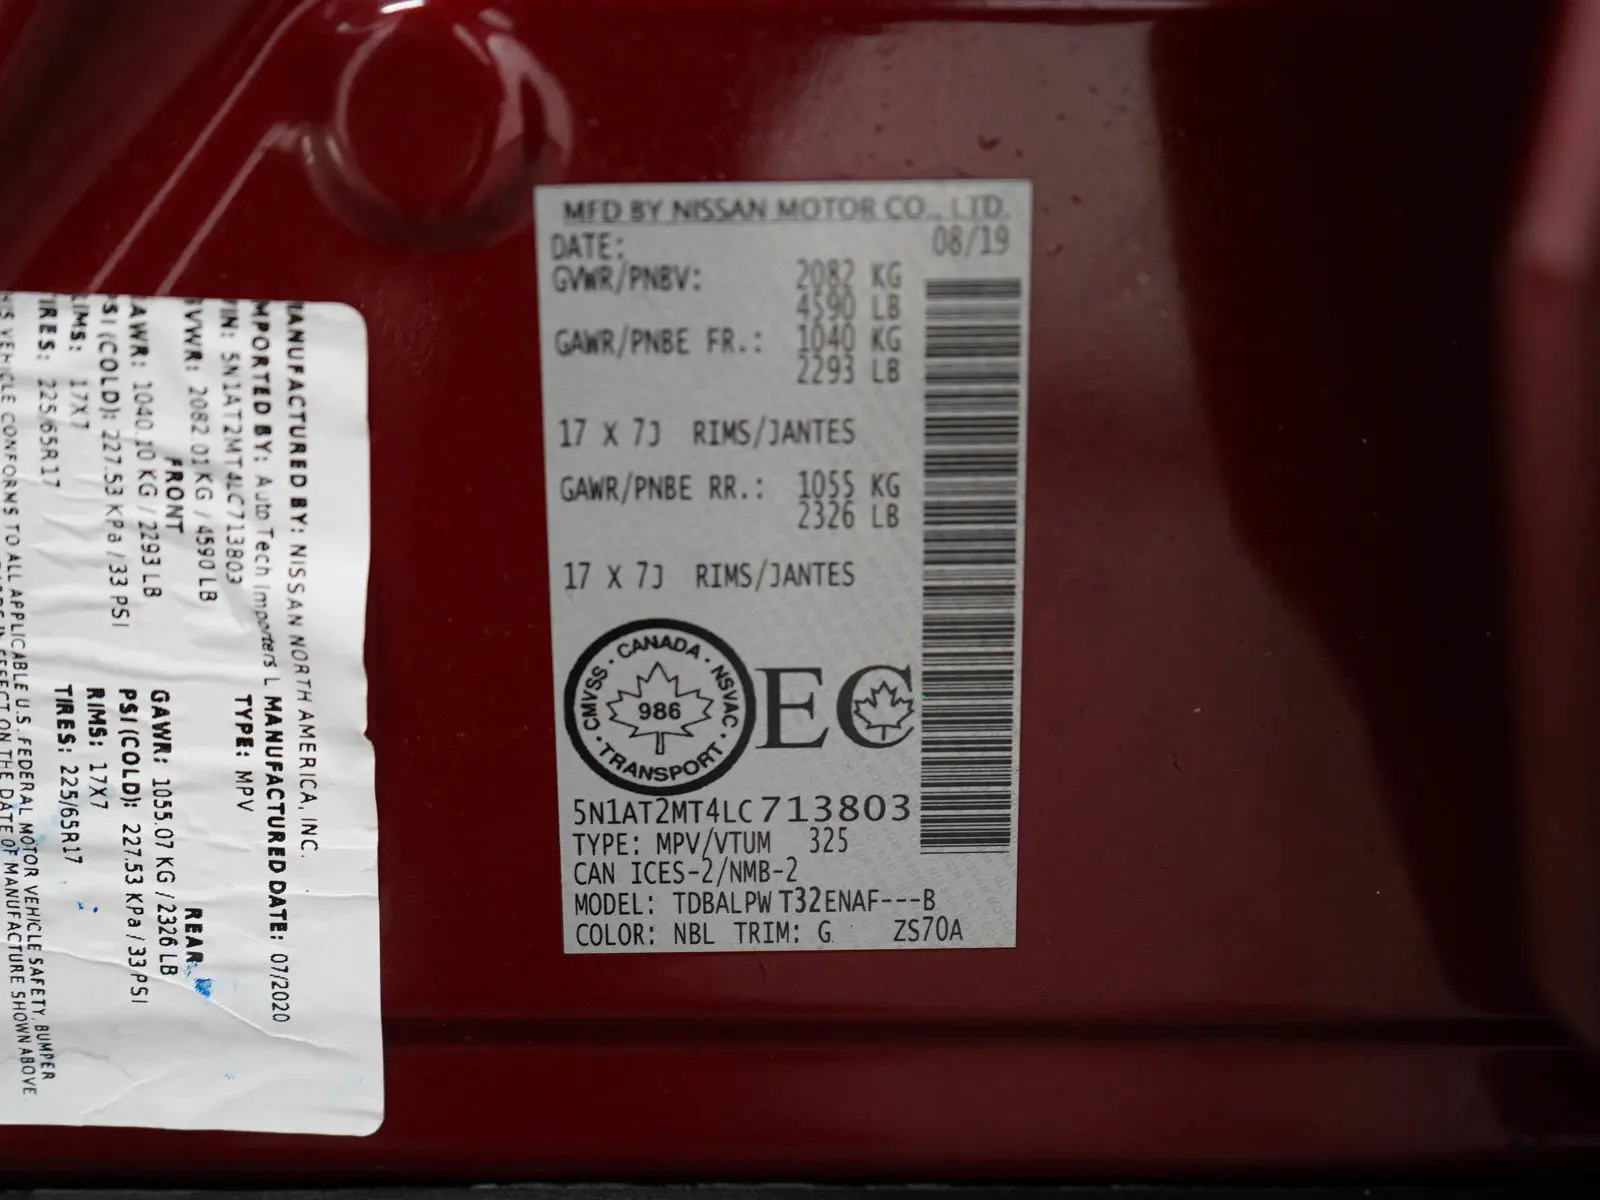 MFD BY NISSAN MOTOR CO., LTD.
DATE: 08/19
GVWR/PNBV: 2082 KG
4590 LB
GAWR/PNBE FR.: 1040 KG
2293 LB
17 X 7J RIMS/JANTES
GAWR/PNBE RR.: 1055 KG
2326 LB
17 X 7J RIMS/JANTES
CANADA · NSVAC · TRANSPORT · CMVSS ·
986
EC
5N1AT2MT4LC713803
TYPE: MPV/VTUM 325
CAN ICES-2/NMB-2
MODEL: TDBALPWT32ENAF---B
COLOR: NBL TRIM: G ZS70A
MANUFACTURED BY: NISSAN NORTH AMERICA, INC.
IMPORTED BY: Auto Tech Importers L MANUFACTURED DATE: 07/2020
VIN: 5N1AT2MT4LC713803 TYPE: MPV
GVWR: 2082.01 KG / 4590 LB
FRONT REAR
GAWR: 1040.10 KG / 2293 LB GAWR: 1055.07 KG / 2326 LB
PSI (COLD): 227.53 KPa / 33 PSI PSI (COLD): 227.53 KPa / 33 PSI
RIMS: 17X7 RIMS: 17X7
TIRES: 225/65R17 TIRES: 225/65R17
THIS VEHICLE CONFORMS TO ALL APPLICABLE U.S. FEDERAL MOTOR VEHICLE SAFETY, BUMPER
EFFECT ON THE DATE OF MANUFACTURE SHOWN ABOVE